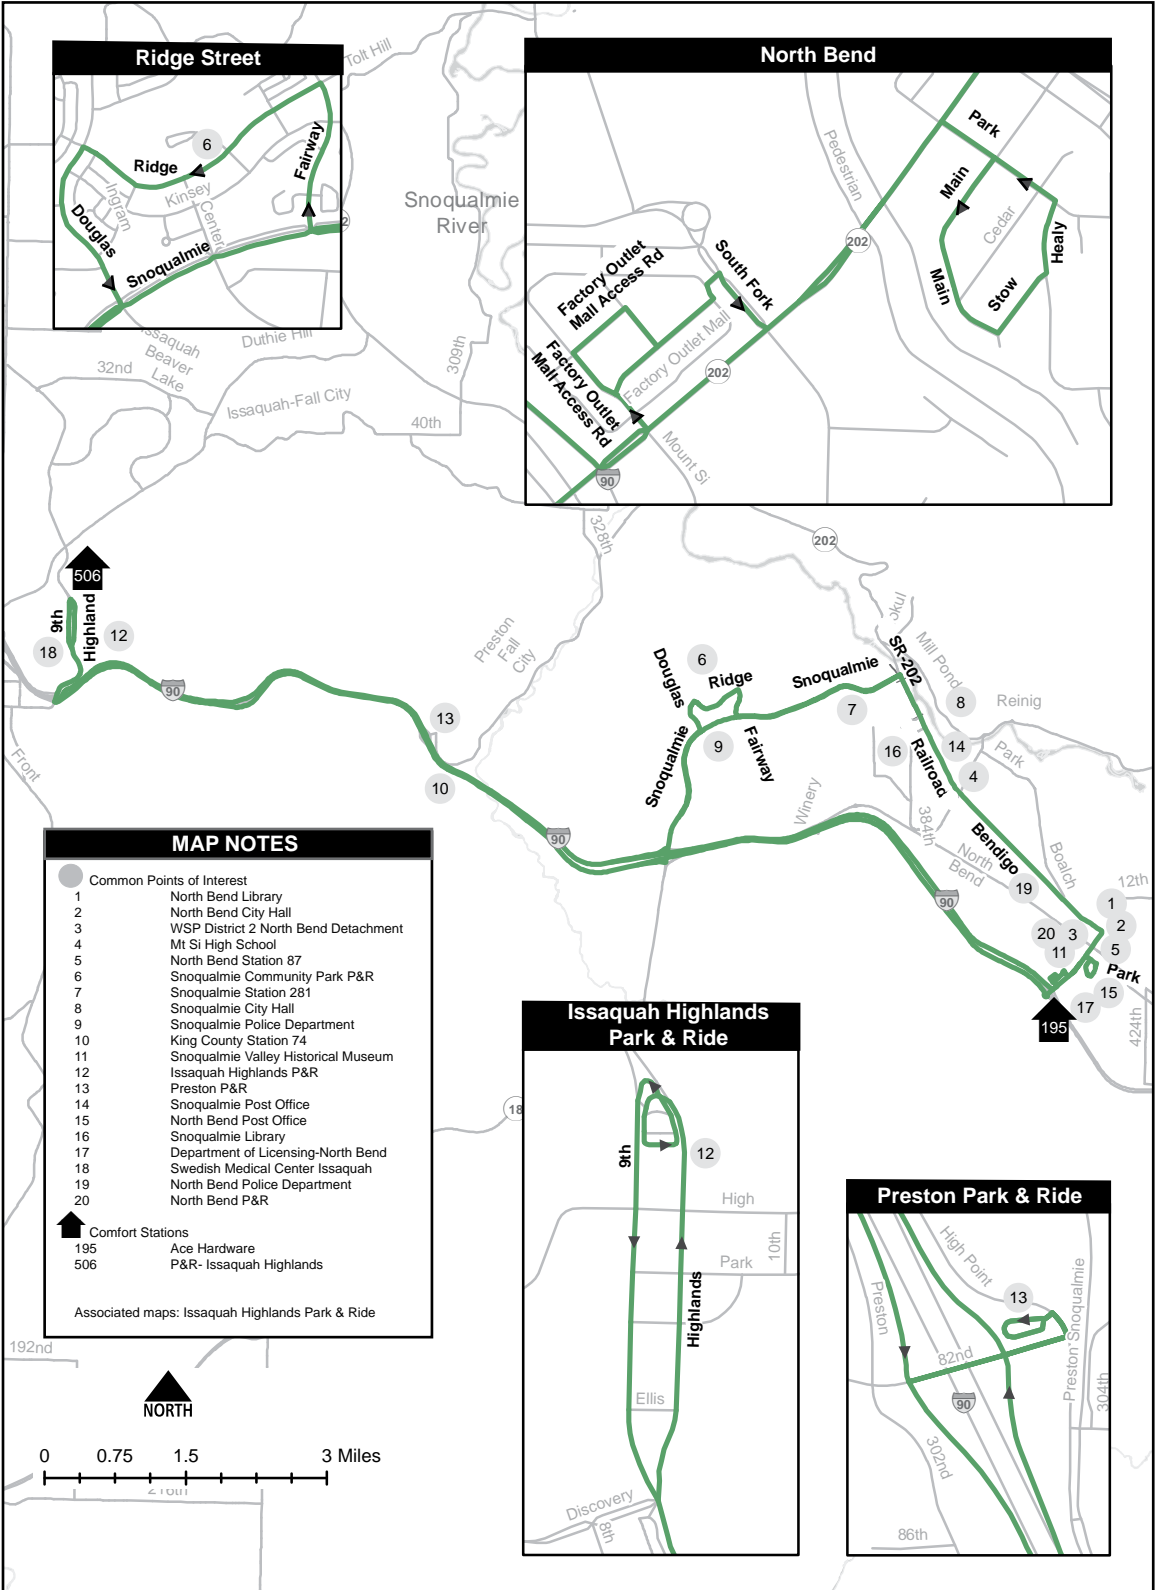 Ridge Street
6
Ridge
Fairway
Kinsey
Ingram
Center
Douglas
Snoqualmie
2
Tolt Hill
Snoqualmie
River
North Bend
Park
Pedestrian
Main
Cedar
Healy
202
Factory Outlet
Mall Access Rd
South Fork
Main
Stow
Factory Outlet Mall
202
Factory Outlet
Mall Access Rd
Mount Si
90
Issaquah
Beaver
Lake
Duthie Hill
309th
32nd
Issaquah-Fall City
40th
328th
202
506
9th
Highland
18
12
90
Preston
Fall
City
13
10
Front
6
Douglas
Ridge
Snoqualmie
SR-202
Mill Pond
7
8
Reinig
Snoqualmie
9
Fairway
16
Railroad
14
Park
4
Winery
384th
90
Bendigo
North
Bend
Boalch
19
12th
90
1
2
20
3
5
11
Park
15
17
195
424th
MAP NOTES
Common Points of Interest
1 North Bend Library
2 North Bend City Hall
3 WSP District 2 North Bend Detachment
4 Mt Si High School
5 North Bend Station 87
6 Snoqualmie Community Park P&R
7 Snoqualmie Station 281
8 Snoqualmie City Hall
9 Snoqualmie Police Department
10 King County Station 74
11 Snoqualmie Valley Historical Museum
12 Issaquah Highlands P&R
13 Preston P&R
14 Snoqualmie Post Office
15 North Bend Post Office
16 Snoqualmie Library
17 Department of Licensing-North Bend
18 Swedish Medical Center Issaquah
19 North Bend Police Department
20 North Bend P&R
Comfort Stations
195 Ace Hardware
506 P&R- Issaquah Highlands
Associated maps: Issaquah Highlands Park & Ride
18
Issaquah Highlands
Park & Ride
9th
12
High
10th
Park
Highlands
Ellis
Discovery
8th
Preston Park & Ride
High Point
Preston
13
Preston Snoqualmie
82nd
304th
90
302nd
86th
192nd
NORTH
0 0.75 1.5 3 Miles
216th